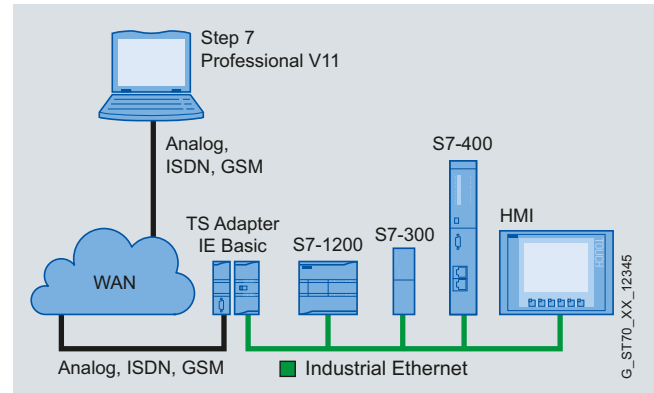 Step 7
Professional V11
Analog,
ISDN, GSM
S7-400
TS Adapter
IE Basic
S7-1200
S7-300
HMI
WAN
TOUCH
Analog, ISDN, GSM
Industrial Ethernet
G_ST70_XX_12345